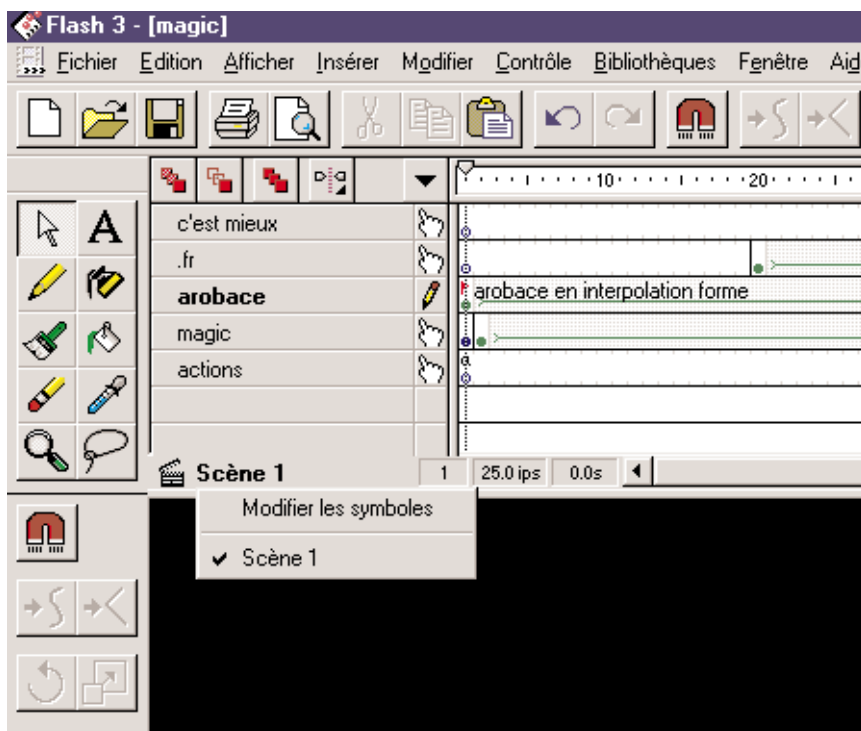 Flash 3 - [magic]
Fichier Edition Afficher Insérer Modifier Contrôle Bibliothèques Fenêtre Aid
10 20
c'est mieux
.fr
arobace
arobace en interpolation forme
magic
actions
a
Scène 1 1 25.0 ips 0.0s
Modifier les symboles
Scène 1
A